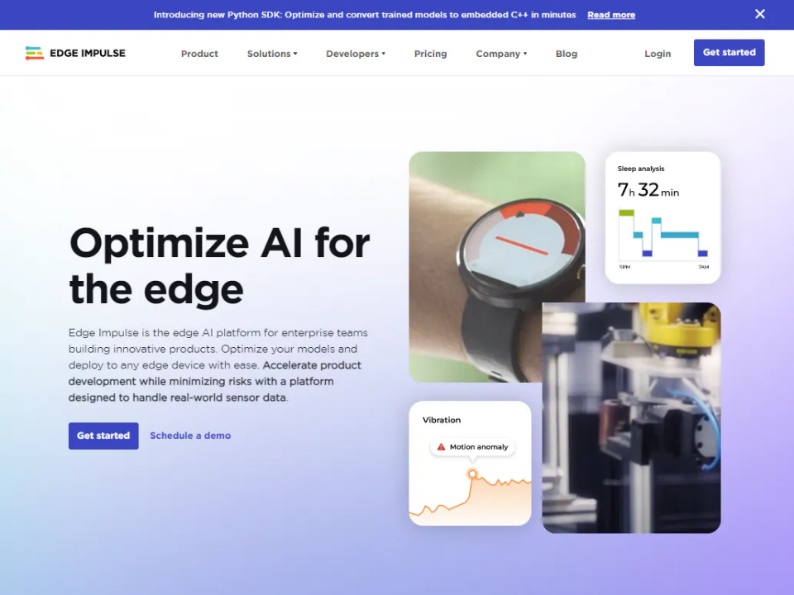 Introducing new Python SDK: Optimize and convert trained models to embedded C++ in minutes Read more
EDGE IMPULSE
Product Solutions Developers Pricing Company Blog Login Get started
Optimize AI for
the edge
Edge Impulse is the edge AI platform for enterprise teams
building innovative products. Optimize your models and
deploy to any edge device with ease. Accelerate product
development while minimizing risks with a platform
designed to handle real-world sensor data.
Get started Schedule a demo
Sleep analysis
7h 32min
11PM 7AM
Vibration
Motion anomaly